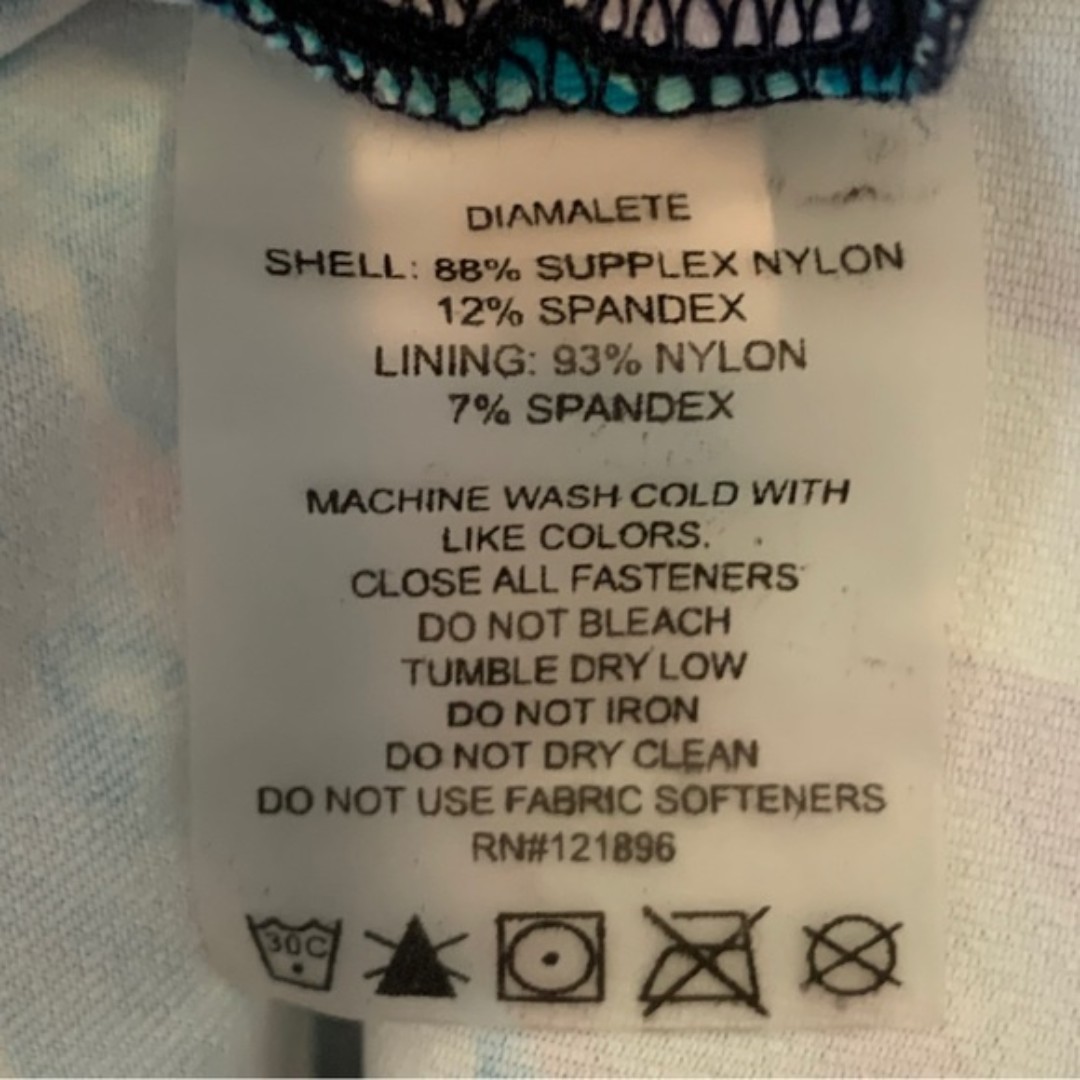 DIAMALETE
SHELL: 88% SUPPLEX NYLON
12% SPANDEX
LINING: 93% NYLON
7% SPANDEX
MACHINE WASH COLD WITH
LIKE COLORS.
CLOSE ALL FASTENERS
DO NOT BLEACH
TUMBLE DRY LOW
DO NOT IRON
DO NOT DRY CLEAN
DO NOT USE FABRIC SOFTENERS
RN#121896
30C